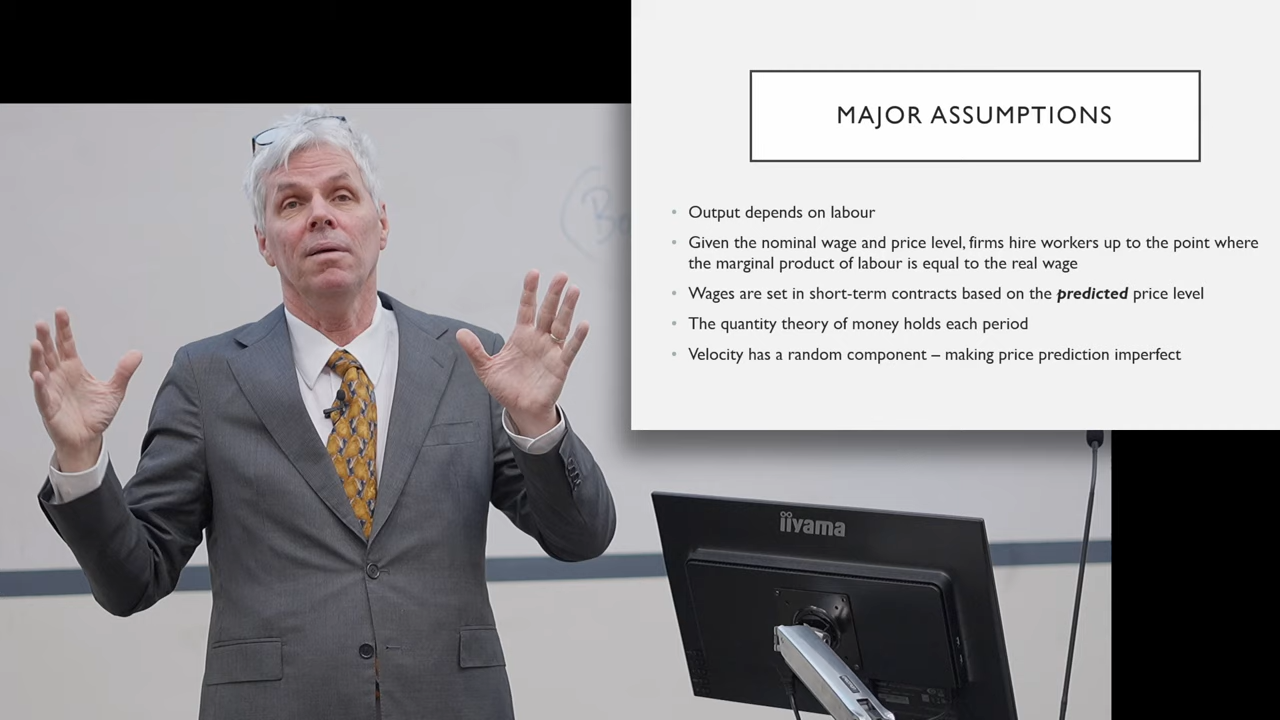 MAJOR ASSUMPTIONS
Output depends on labour
Given the nominal wage and price level, firms hire workers up to the point where
the marginal product of labour is equal to the real wage
Wages are set in short-term contracts based on the predicted price level
The quantity theory of money holds each period
Velocity has a random component – making price prediction imperfect
iiyama